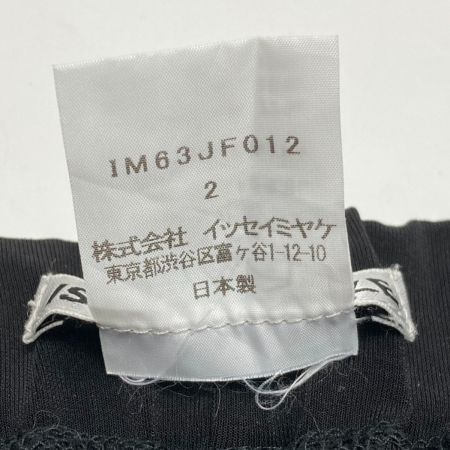 IM63JF012
2
株式会社 イッセイミヤケ
東京都渋谷区富ヶ谷1-12-10
日本製
IS